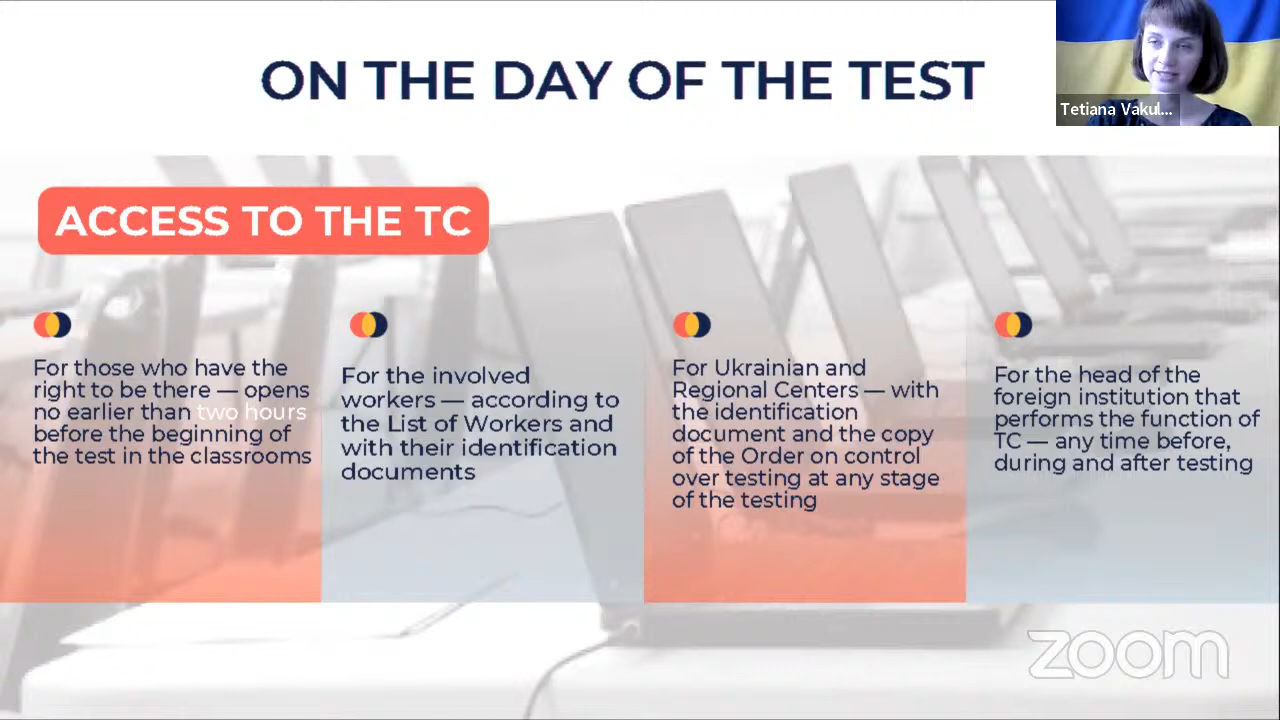 ON THE DAY OF THE TEST
Tetiana Vakul...
ACCESS TO THE TC
For those who have the
right to be there — opens
no earlier than two hours
before the beginning of
the test in the classrooms
For the involved
workers — according to
the List of Workers and
with their identification
documents
For Ukrainian and
Regional Centers — with
the identification
document and the copy
of the Order on control
over testing at any stage
of the testing
For the head of the
foreign institution that
performs the function of
TC — any time before,
during and after testing
zoom